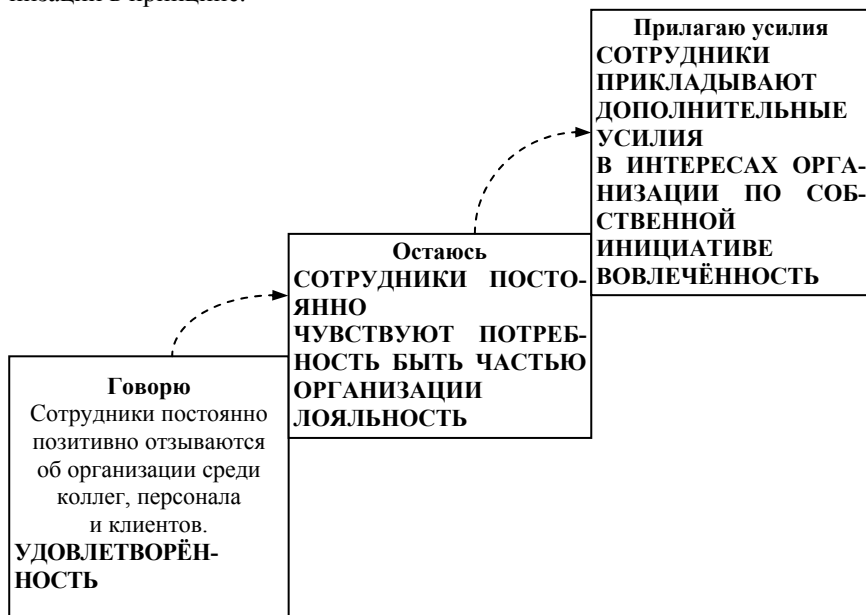 Прилагаю усилия
СОТРУДНИКИ
ПРИКЛАДЫВАЮТ
ДОПОЛНИТЕЛЬНЫЕ
УСИЛИЯ
В ИНТЕРЕСАХ ОРГА-
НИЗАЦИИ ПО СОБ-
СТВЕННОЙ
ИНИЦИАТИВЕ
ВОВЛЕЧЁННОСТЬ
Остаюсь
СОТРУДНИКИ ПОСТО-
ЯННО
ЧУВСТВУЮТ ПОТРЕБ-
НОСТЬ БЫТЬ ЧАСТЬЮ
ОРГАНИЗАЦИИ
ЛОЯЛЬНОСТЬ
Говорю
Сотрудники постоянно
позитивно отзываются
об организации среди
коллег, персонала
и клиентов.
УДОВЛЕТВОРЁН-
НОСТЬ